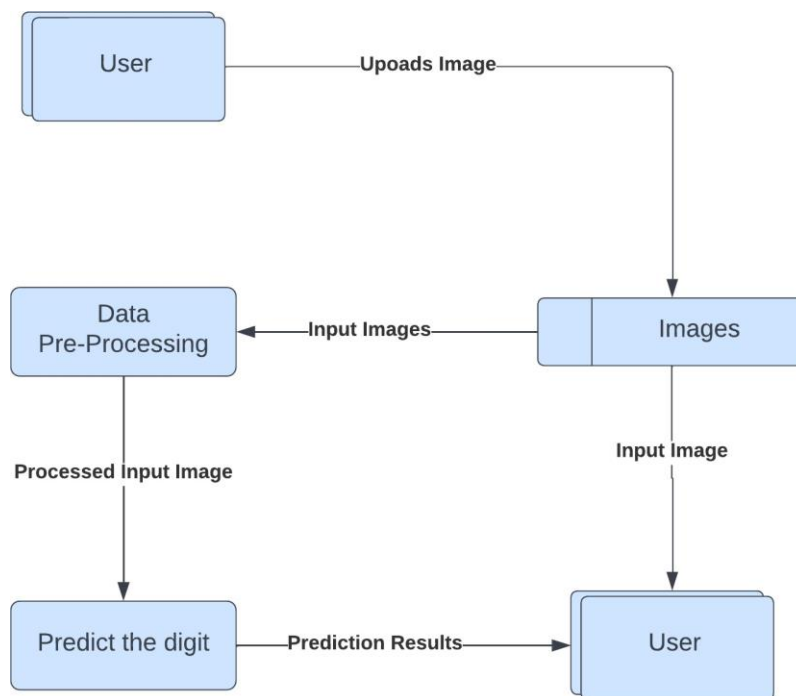 User
Upoads Image
Data
Pre-Processing
Input Images
Images
Processed Input Image
Input Image
Predict the digit
Prediction Results
User